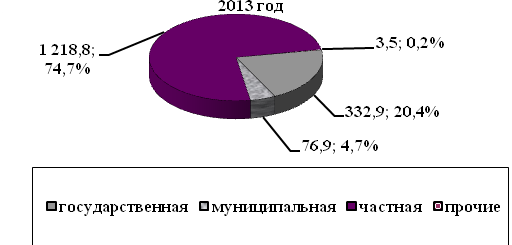 2013 год
1 218,8;
74,7%
3,5; 0,2%
332,9; 20,4%
76,9; 4,7%
государственная муниципальная частная прочие